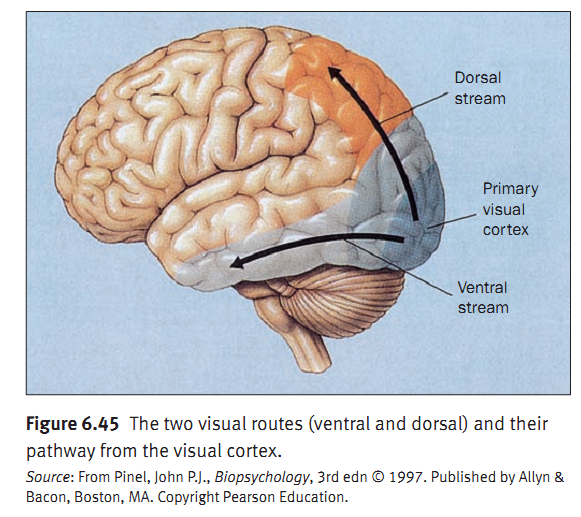 Dorsal
stream
Primary
visual
cortex
Ventral
stream
Figure 6.45 The two visual routes (ventral and dorsal) and their
pathway from the visual cortex.
Source: From Pinel, John P.J., Biopsychology, 3rd edn © 1997. Published by Allyn &
Bacon, Boston, MA. Copyright Pearson Education.